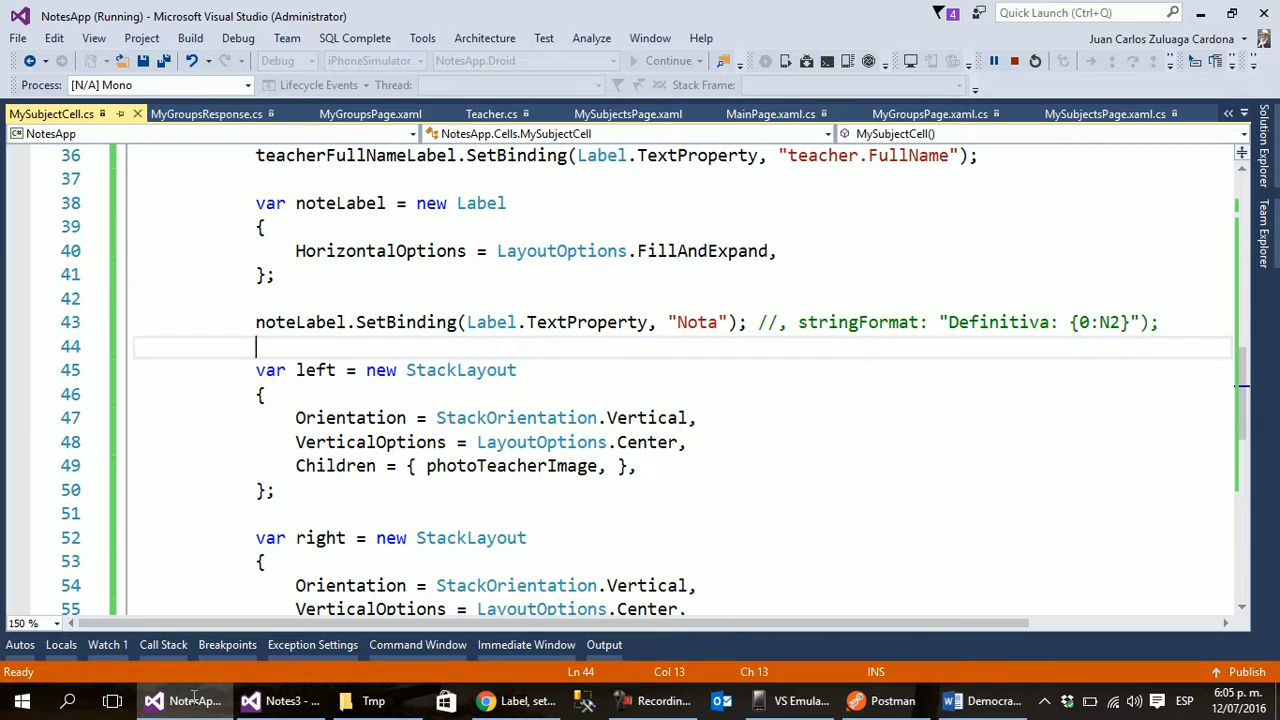 NotesApp (Running) - Microsoft Visual Studio (Administrator)
4
Quick Launch (Ctrl+Q)
File Edit View Project Build Debug Team SQL Complete Tools Architecture Test Analyze Window Help
Juan Carlos Zuluaga Cardona
Debug iPhoneSimulator NotesApp.Droid Continue
Process: [N/A] Mono Lifecycle Events Thread: Stack Frame:
MySubjectCell.cs MyGroupsResponse.cs MyGroupsPage.xaml Teacher.cs MySubjectsPage.xaml MainPage.xaml.cs MyGroupsPage.xaml.cs MySubjectsPage.xaml.cs
NotesApp NotesApp.Cells.MySubjectCell MySubjectCell()
36 teacherFullNameLabel.SetBinding(Label.TextProperty, "teacher.FullName");
37
38 var noteLabel = new Label
39 {
40 HorizontalOptions = LayoutOptions.FillAndExpand,
41 };
42
43 noteLabel.SetBinding(Label.TextProperty, "Nota"); //, stringFormat: "Definitiva: {0:N2}");
44
45 var left = new StackLayout
46 {
47 Orientation = StackOrientation.Vertical,
48 VerticalOptions = LayoutOptions.Center,
49 Children = { photoTeacherImage, },
50 };
51
52 var right = new StackLayout
53 {
54 Orientation = StackOrientation.Vertical,
55 VerticalOptions = LayoutOptions.Center,
Solution Explorer
Team Explorer
150 %
Autos Locals Watch 1 Call Stack Breakpoints Exception Settings Command Window Immediate Window Output
Ready Ln 44 Col 13 Ch 13 INS Publish
NotesAp... Notes3 - ... Tmp Label, set... Recordin... VS Emula... Postman Democra... ESP 6:05 p. m.
12/07/2016